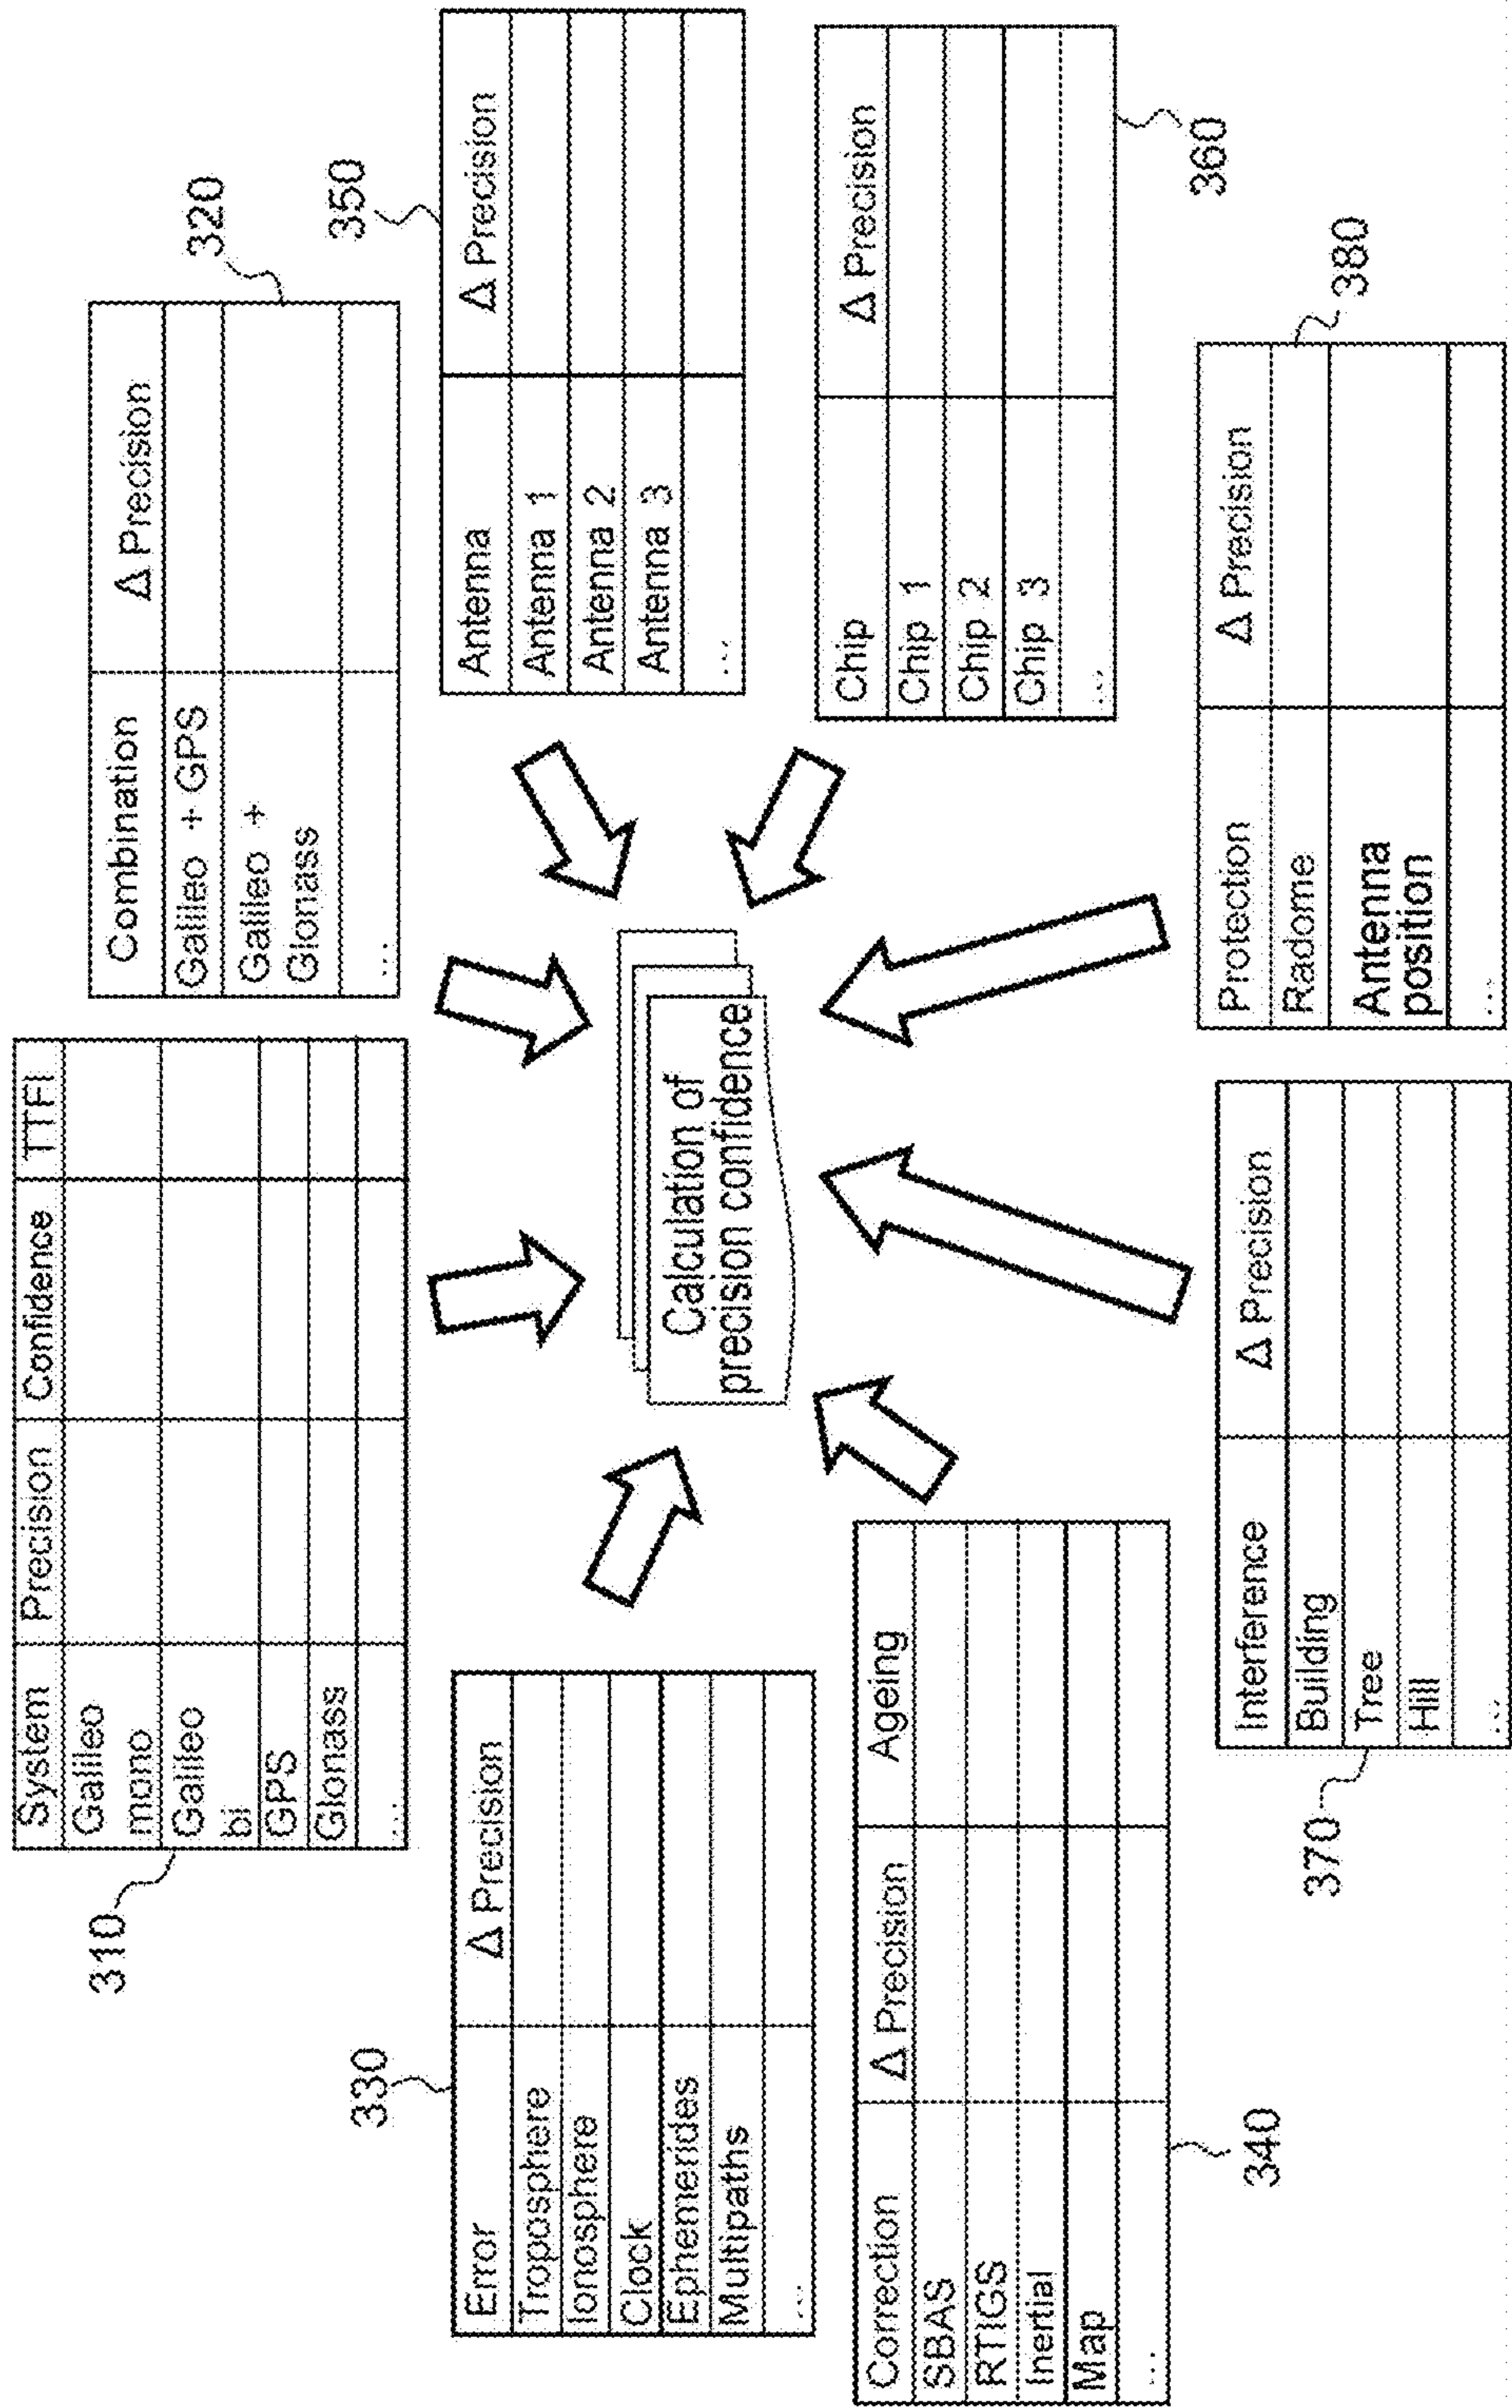 310
System Precision Confidence TTFI
Galileo
mono
Galileo
bi
GPS
Glonass
...
320
Combination Δ Precision
Galileo + GPS
Galileo +
Glonass
...
330
Error Δ Precision
Troposphere
Ionosphere
Clock
Ephemerides
Multipaths
...
Calculation of
precision confidence
350
Antenna Δ Precision
Antenna 1
Antenna 2
Antenna 3
...
340
Correction Δ Precision Ageing
SBAS
RTIGS
Inertial
Map
...
360
Chip Δ Precision
Chip 1
Chip 2
Chip 3
...
370
Interference Δ Precision
Building
Tree
Hill
...
380
Protection Δ Precision
Radome
Antenna
position
...